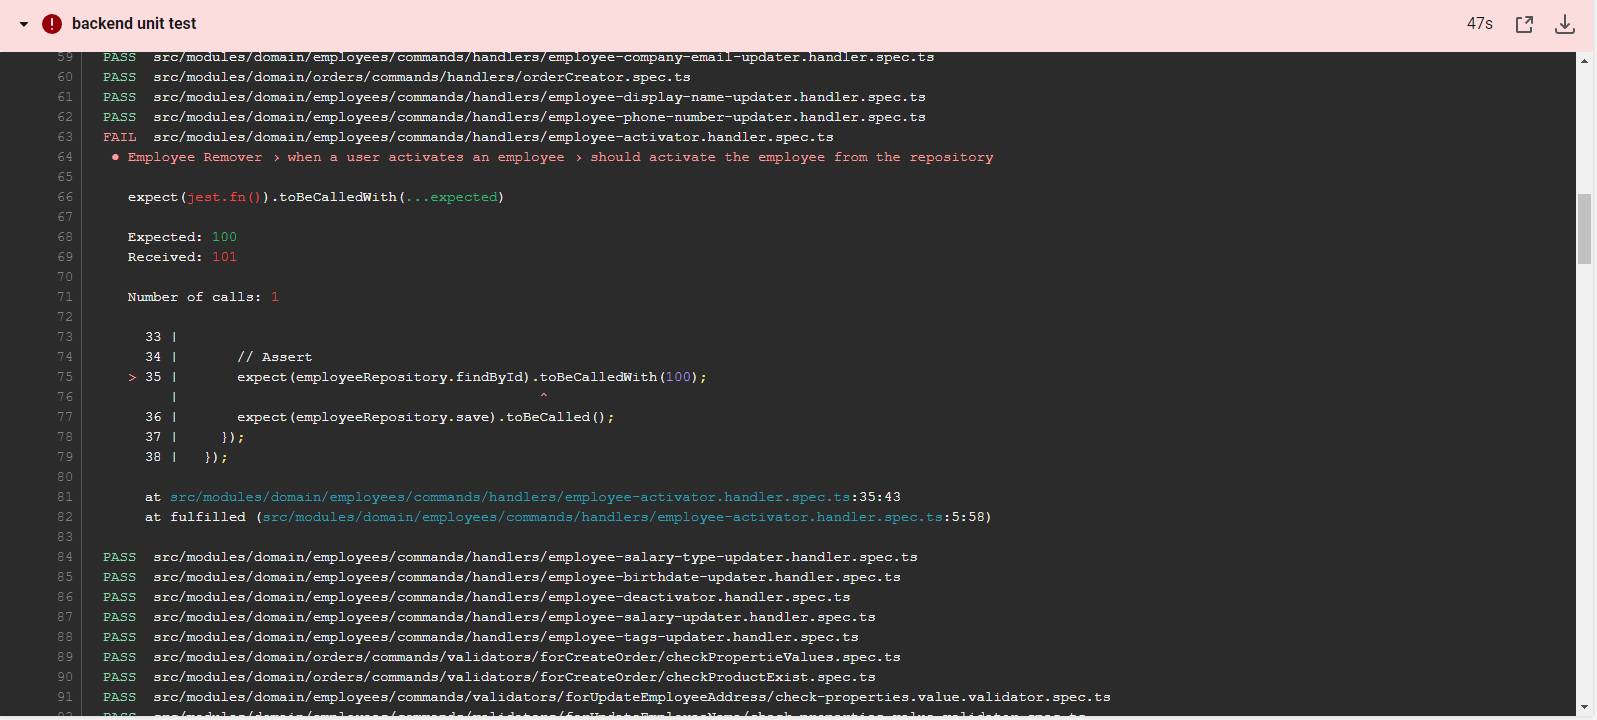 backend unit test 47s
59 PASS src/modules/domain/employees/commands/handlers/employee-company-email-updater.handler.spec.ts
60 PASS src/modules/domain/orders/commands/handlers/orderCreator.spec.ts
61 PASS src/modules/domain/employees/commands/handlers/employee-display-name-updater.handler.spec.ts
62 PASS src/modules/domain/employees/commands/handlers/employee-phone-number-updater.handler.spec.ts
63 FAIL src/modules/domain/employees/commands/handlers/employee-activator.handler.spec.ts
64 ● Employee Remover › when a user activates an employee › should activate the employee from the repository
65
66 expect(jest.fn()).toBeCalledWith(...expected)
67
68 Expected: 100
69 Received: 101
70
71 Number of calls: 1
72
73 33 |
74 34 | // Assert
75 > 35 | expect(employeeRepository.findById).toBeCalledWith(100);
76 | ^
77 36 | expect(employeeRepository.save).toBeCalled();
78 37 | });
79 38 | });
80
81 at src/modules/domain/employees/commands/handlers/employee-activator.handler.spec.ts:35:43
82 at fulfilled (src/modules/domain/employees/commands/handlers/employee-activator.handler.spec.ts:5:58)
83
84 PASS src/modules/domain/employees/commands/handlers/employee-salary-type-updater.handler.spec.ts
85 PASS src/modules/domain/employees/commands/handlers/employee-birthdate-updater.handler.spec.ts
86 PASS src/modules/domain/employees/commands/handlers/employee-deactivator.handler.spec.ts
87 PASS src/modules/domain/employees/commands/handlers/employee-salary-updater.handler.spec.ts
88 PASS src/modules/domain/employees/commands/handlers/employee-tags-updater.handler.spec.ts
89 PASS src/modules/domain/orders/commands/validators/forCreateOrder/checkPropertieValues.spec.ts
90 PASS src/modules/domain/orders/commands/validators/forCreateOrder/checkProductExist.spec.ts
91 PASS src/modules/domain/employees/commands/validators/forUpdateEmployeeAddress/check-properties.value.validator.spec.ts